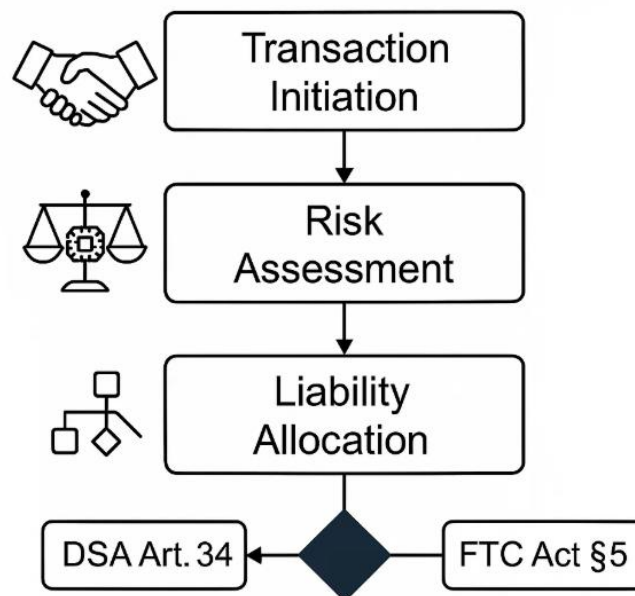 Transaction
Initiation
Risk
Assessment
Liability
Allocation
DSA Art. 34
FTC Act §5